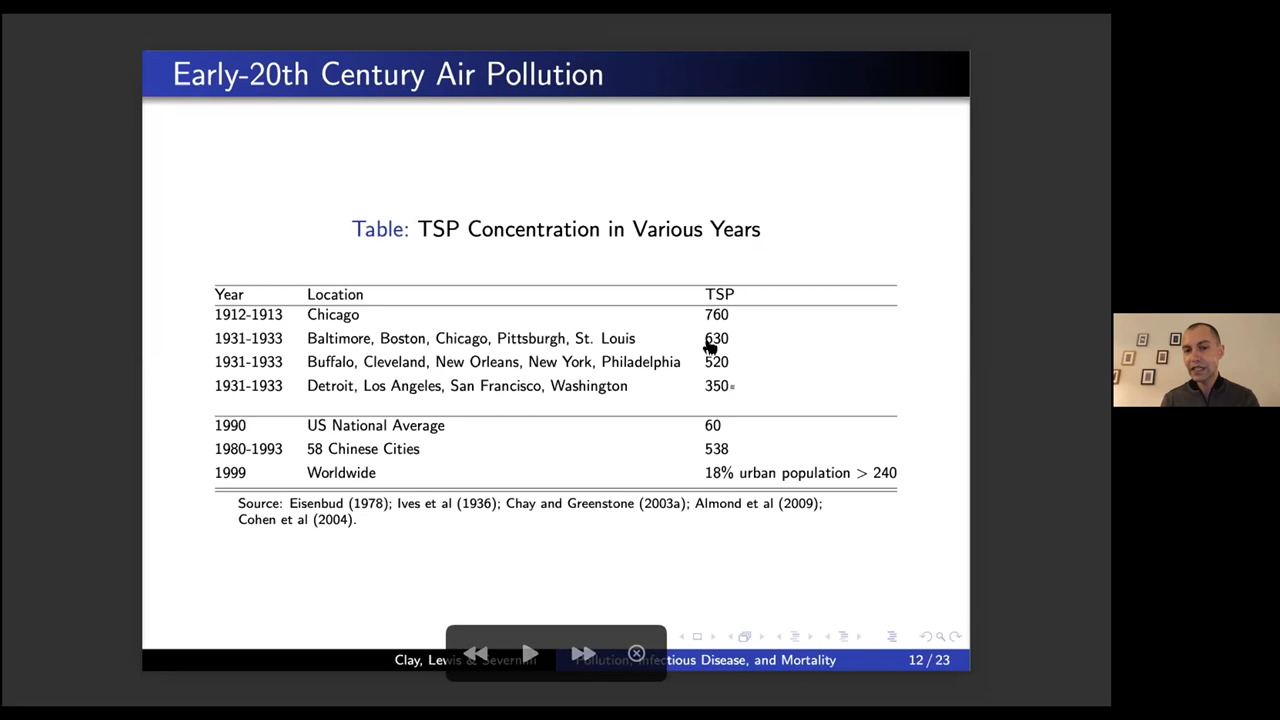 Early-20th Century Air Pollution
Table: TSP Concentration in Various Years
Year Location TSP
1912-1913 Chicago 760
1931-1933 Baltimore, Boston, Chicago, Pittsburgh, St. Louis 630
1931-1933 Buffalo, Cleveland, New Orleans, New York, Philadelphia 520
1931-1933 Detroit, Los Angeles, San Francisco, Washington 350
1990 US National Average 60
1980-1993 58 Chinese Cities 538
1999 Worldwide 18% urban population > 240
Source: Eisenbud (1978); Ives et al (1936); Chay and Greenstone (2003a); Almond et al (2009);
Cohen et al (2004).
Clay, Lewis & Severnini Pollution, Infectious Disease, and Mortality 12 / 23